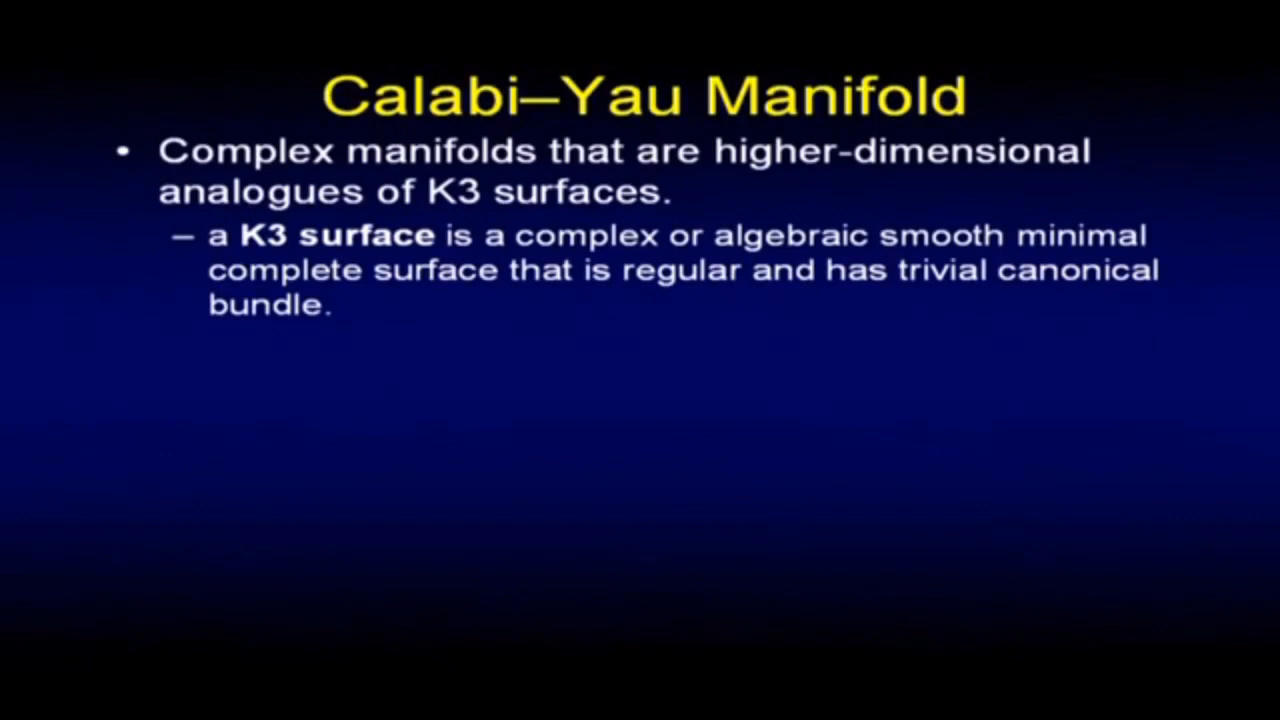 Calabi–Yau Manifold
• Complex manifolds that are higher-dimensional
analogues of K3 surfaces.
– a K3 surface is a complex or algebraic smooth minimal
complete surface that is regular and has trivial canonical
bundle.